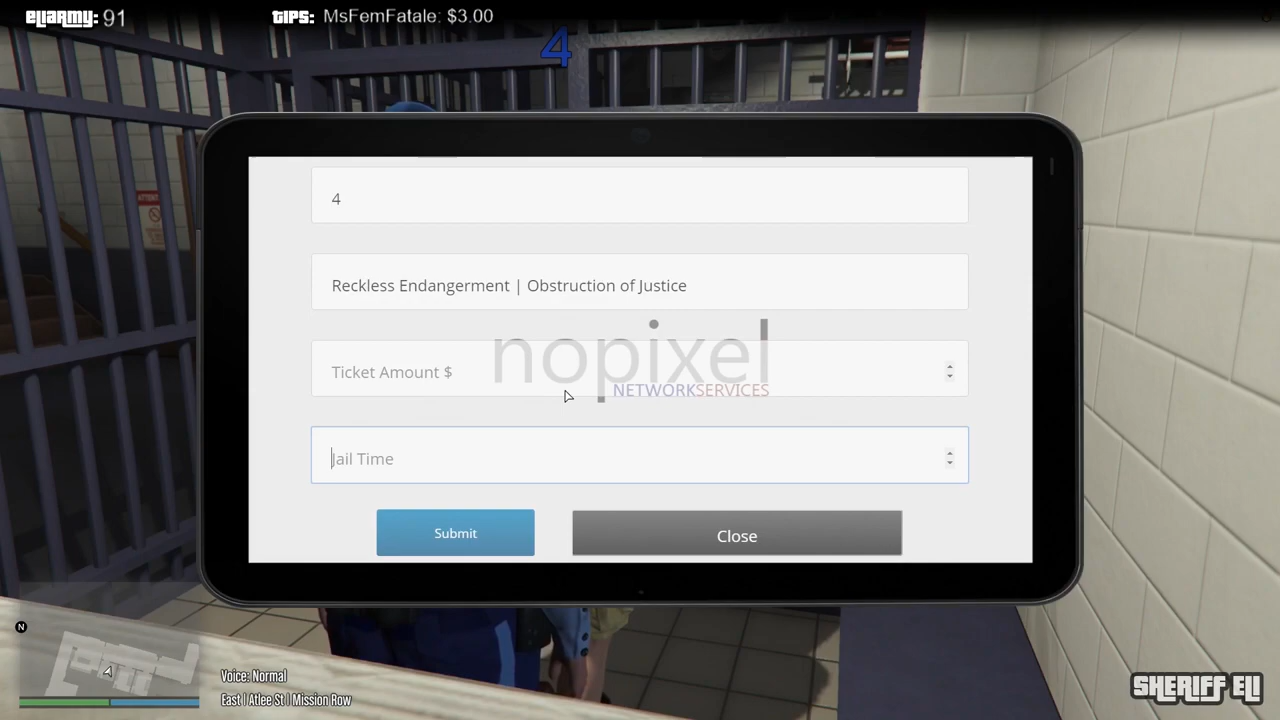 ELIARMY: 91
TIPS: MsFemFatale: $3.00
4
4
Reckless Endangerment | Obstruction of Justice
nopixel
Ticket Amount $
NETWORKSERVICES
Jail Time
Submit
Close
N
Voice: Normal
East | Atlee St | Mission Row
SHERIFF ELI